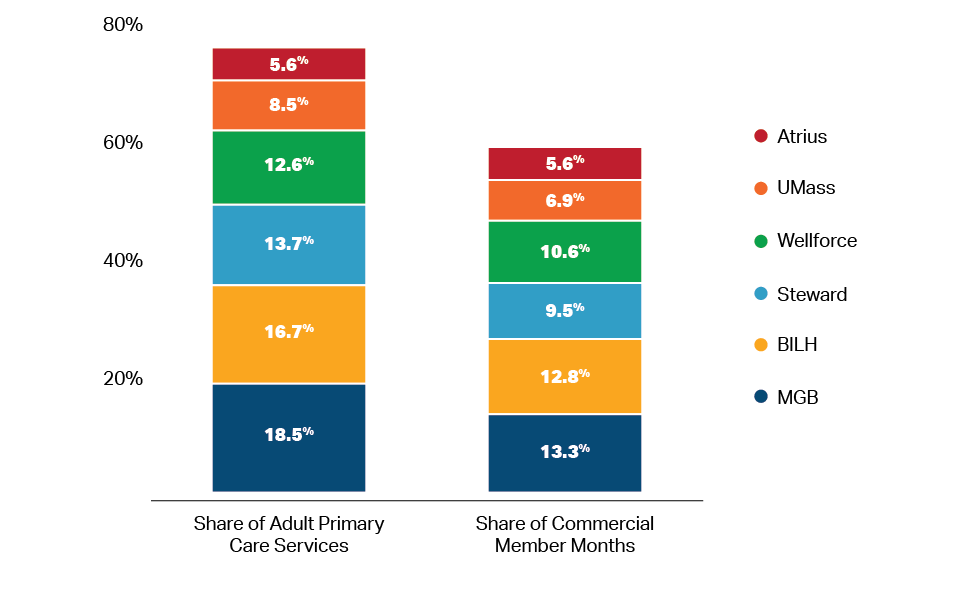 80%
60%
40%
20%
5.6%
8.5%
12.6%
13.7%
16.7%
18.5%
5.6%
6.9%
10.6%
9.5%
12.8%
13.3%
Share of Adult Primary
Care Services
Share of Commercial
Member Months
Atrius
UMass
Wellforce
Steward
BILH
MGB